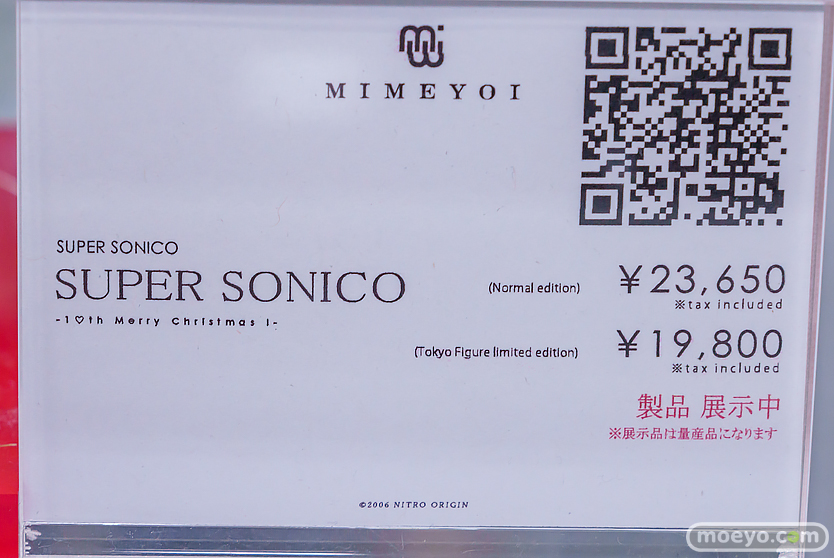 MIMEYOI
SUPER SONICO
SUPER SONICO
-1♡th Merry Christmas !-
(Normal edition) ¥23,650
※tax included
(Tokyo Figure limited edition) ¥19,800
※tax included
製品 展示中
※展示品は量産品になります
©2006 NITRO ORIGIN
moeyo.com